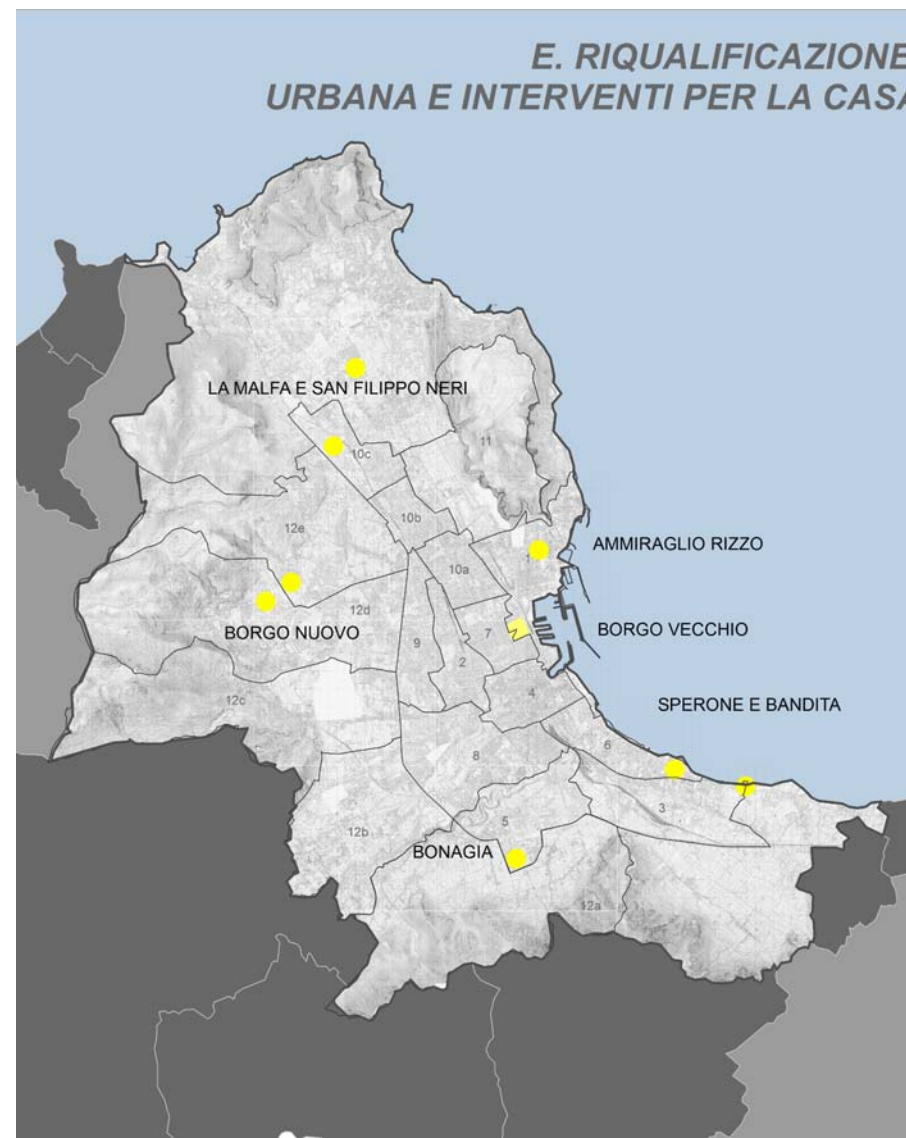 E. RIQUALIFICAZIONE
URBANA E INTERVENTI PER LA CASA
LA MALFA E SAN FILIPPO NERI
11
10c
10b
12e
AMMIRAGLIO RIZZO
10a
12d
BORGO NUOVO
9
2
7
BORGO VECCHIO
12c
4
SPERONE E BANDITA
6
8
3
12b
5
BONAGIA
12a